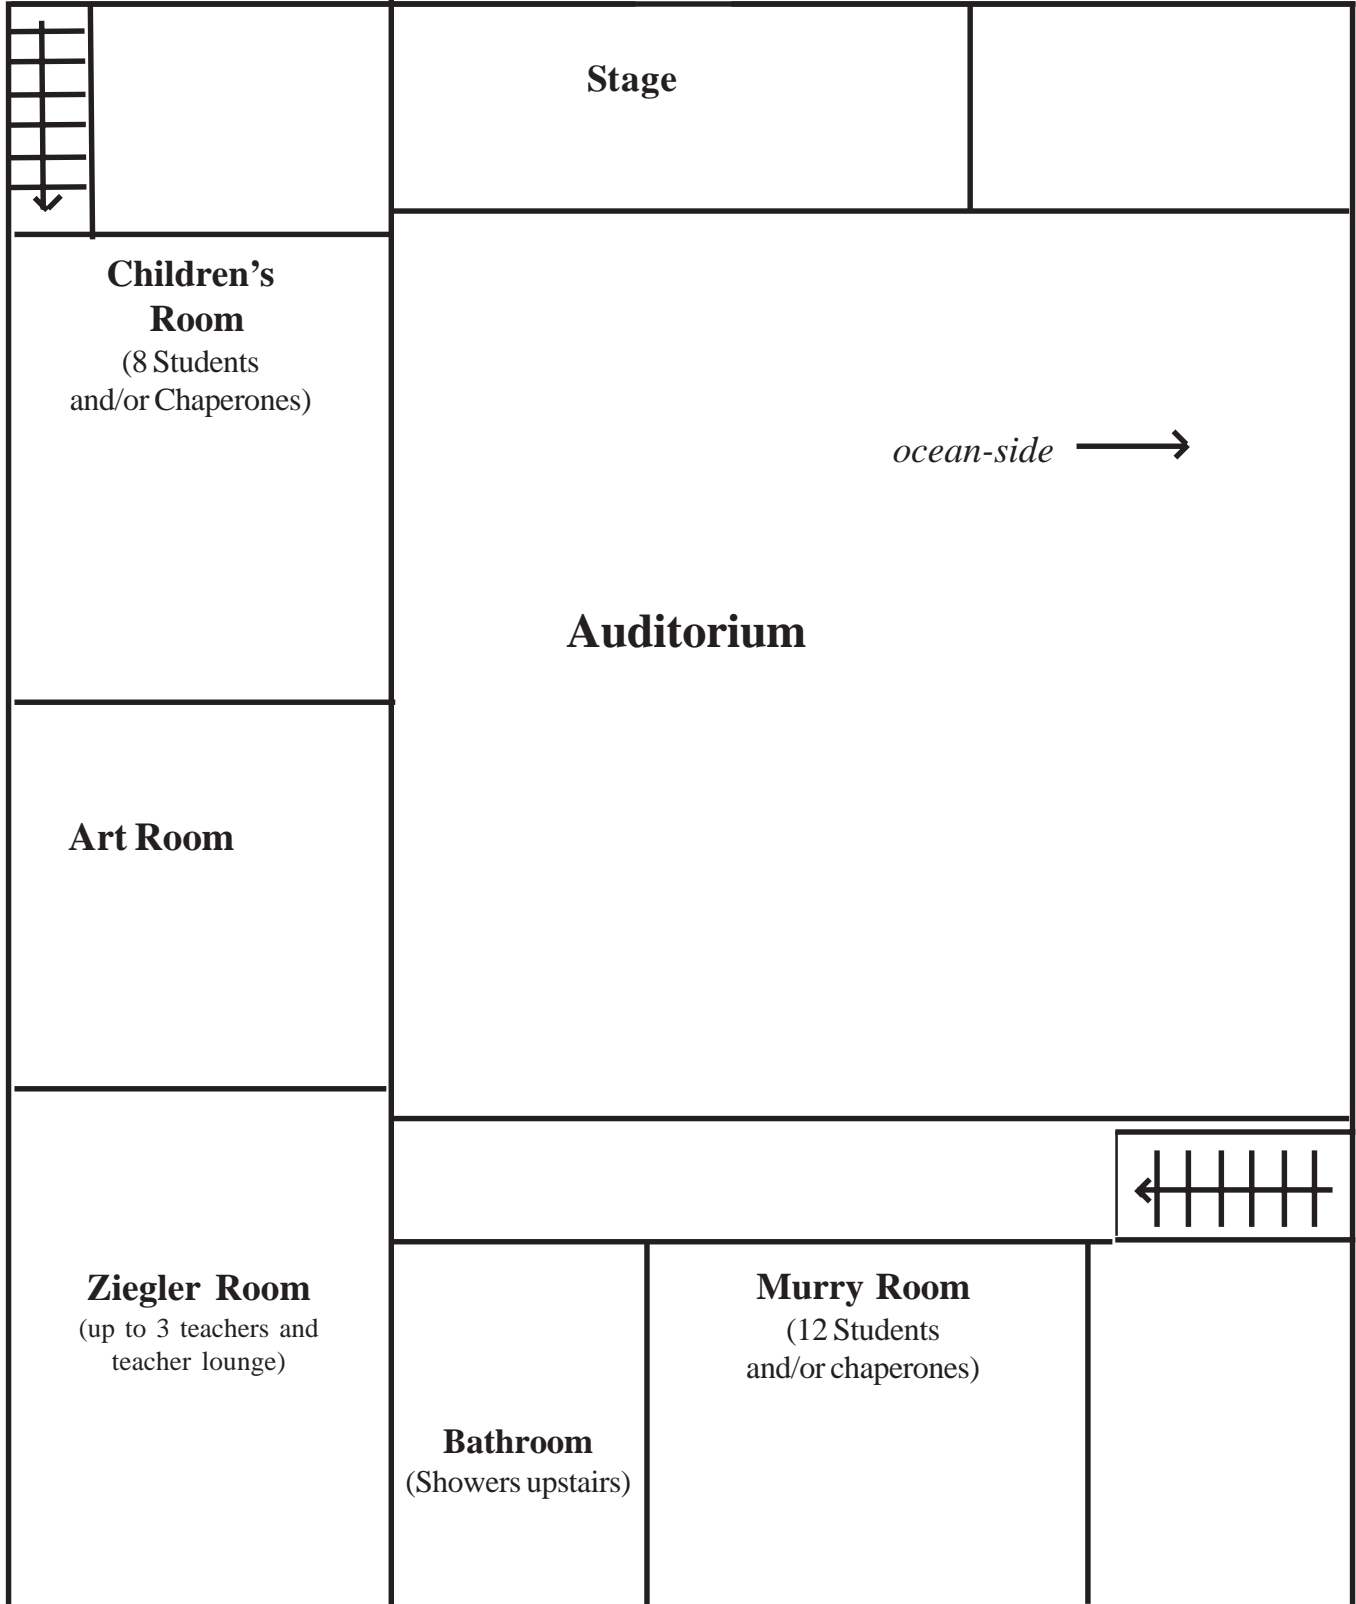 Stage
Children’s
Room
(8 Students
and/or Chaperones)
ocean-side
Auditorium
Art Room
Ziegler Room
(up to 3 teachers and
teacher lounge)
Murry Room
(12 Students
and/or chaperones)
Bathroom
(Showers upstairs)